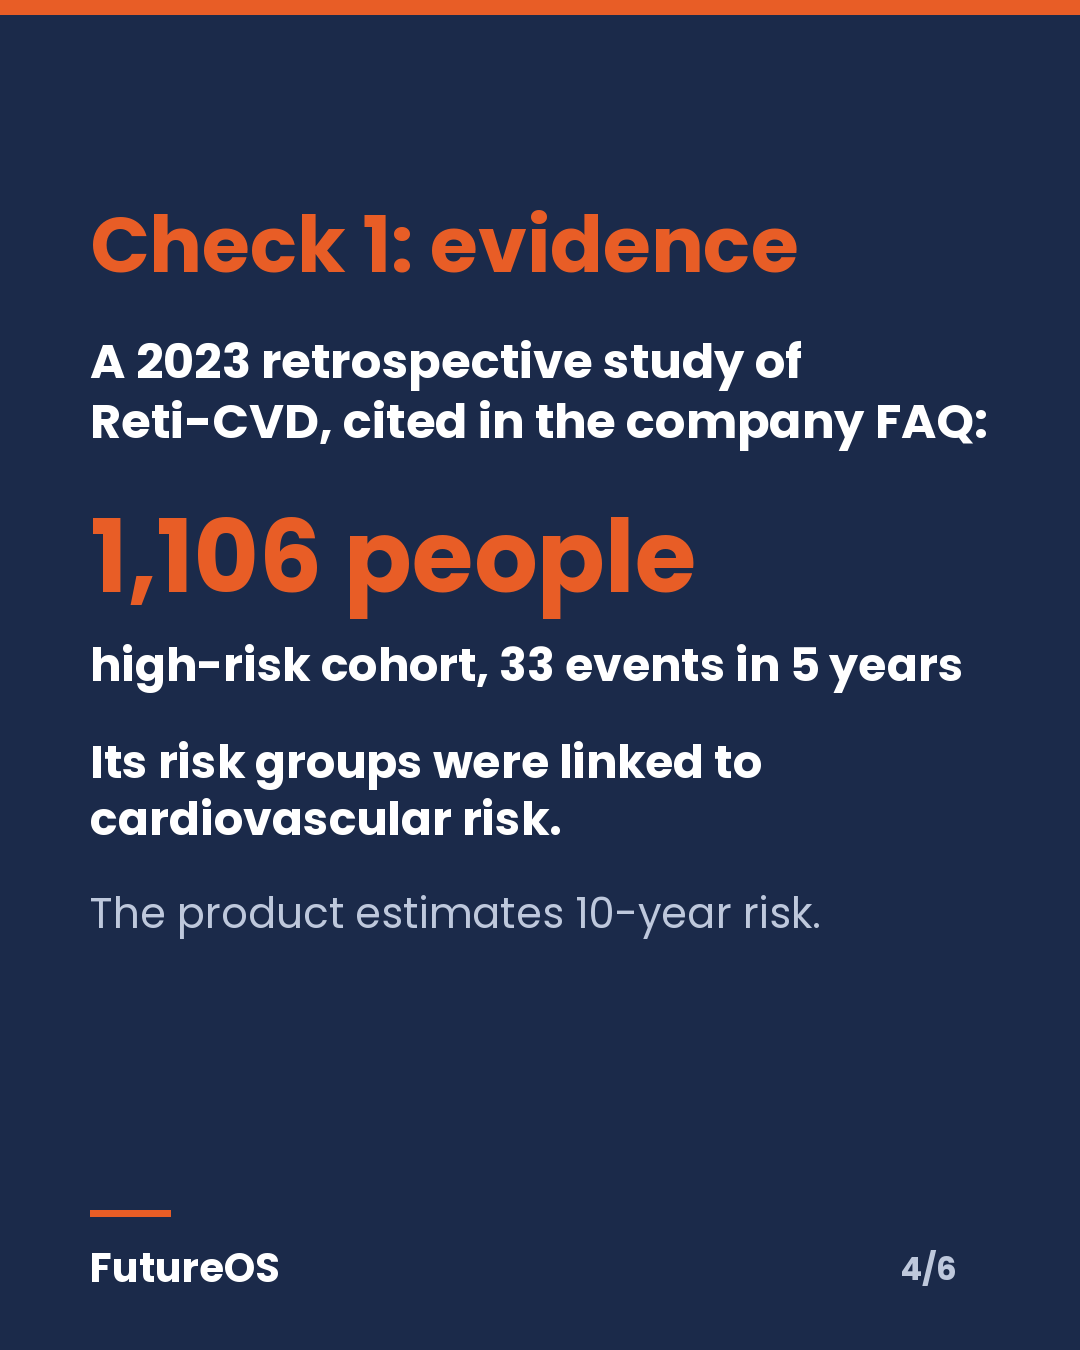 Check 1: evidence
A 2023 retrospective study of
Reti-CVD, cited in the company FAQ:
1,106 people
high-risk cohort, 33 events in 5 years
Its risk groups were linked to
cardiovascular risk.
The product estimates 10-year risk.
FutureOS
4/6